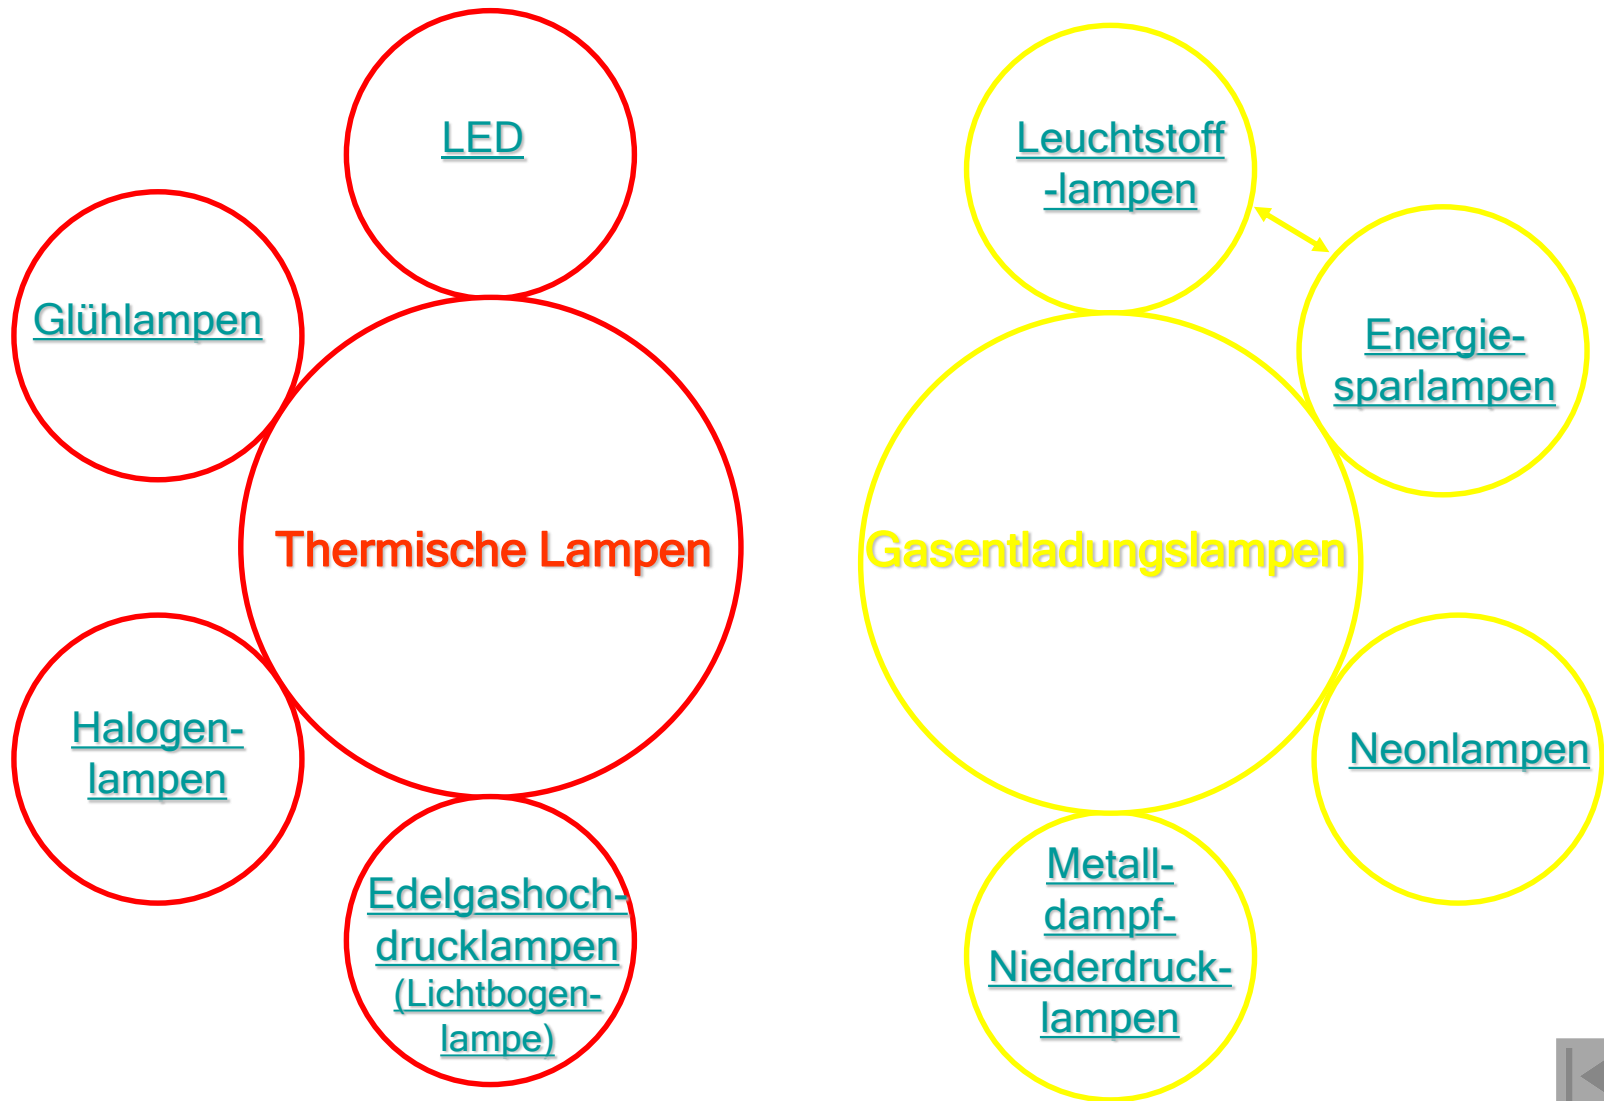 LED
Glühlampen
Thermische Lampen
Halogen-
lampen
Edelgashoch-
drucklampen
(Lichtbogen-
lampe)
Leuchtstoff
-lampen
Energie-
sparlampen
Gasentladungslampen
Neonlampen
Metall-
dampf-
Niederdruck-
lampen